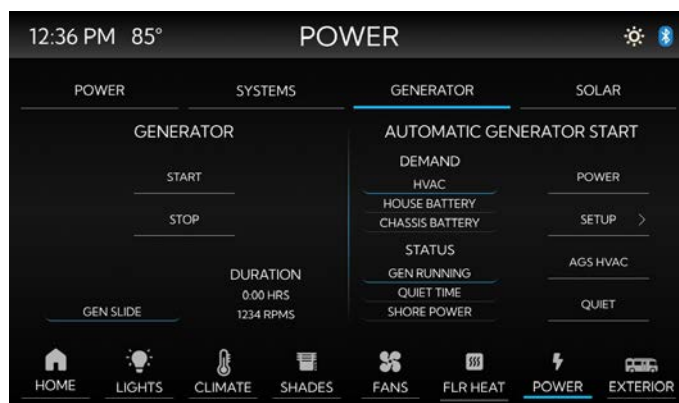 12:36 PM 85° POWER
POWER SYSTEMS GENERATOR SOLAR
GENERATOR
START
STOP
DURATION
0:00 HRS
1234 RPMS
GEN SLIDE
AUTOMATIC GENERATOR START
DEMAND
HVAC
HOUSE BATTERY
CHASSIS BATTERY
STATUS
GEN RUNNING
QUIET TIME
SHORE POWER
POWER
SETUP >
AGS HVAC
QUIET
HOME LIGHTS CLIMATE SHADES FANS FLR HEAT POWER EXTERIOR